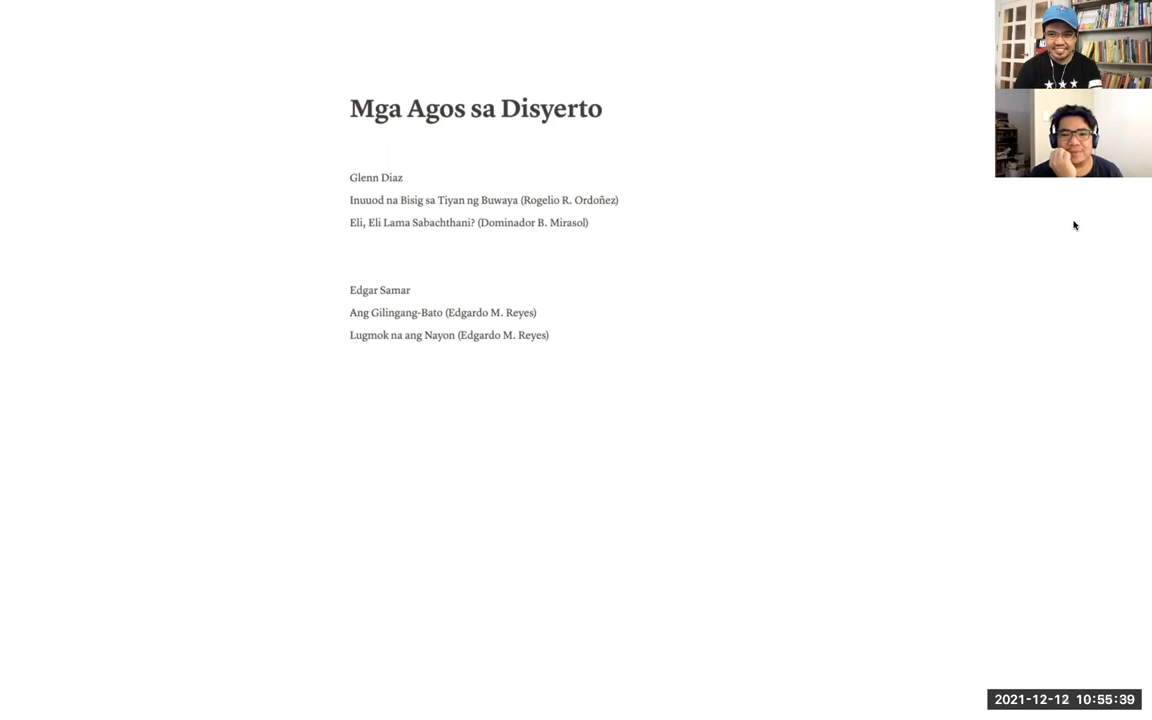 Mga Agos sa Disyerto
Glenn Diaz
Inuuod na Bisig sa Tiyan ng Buwaya (Rogelio R. Ordoñez)
Eli, Eli Lama Sabachthani? (Dominador B. Mirasol)
Edgar Samar
Ang Gilingang-Bato (Edgardo M. Reyes)
Lugmok na ang Nayon (Edgardo M. Reyes)
2021-12-12 10:55:39